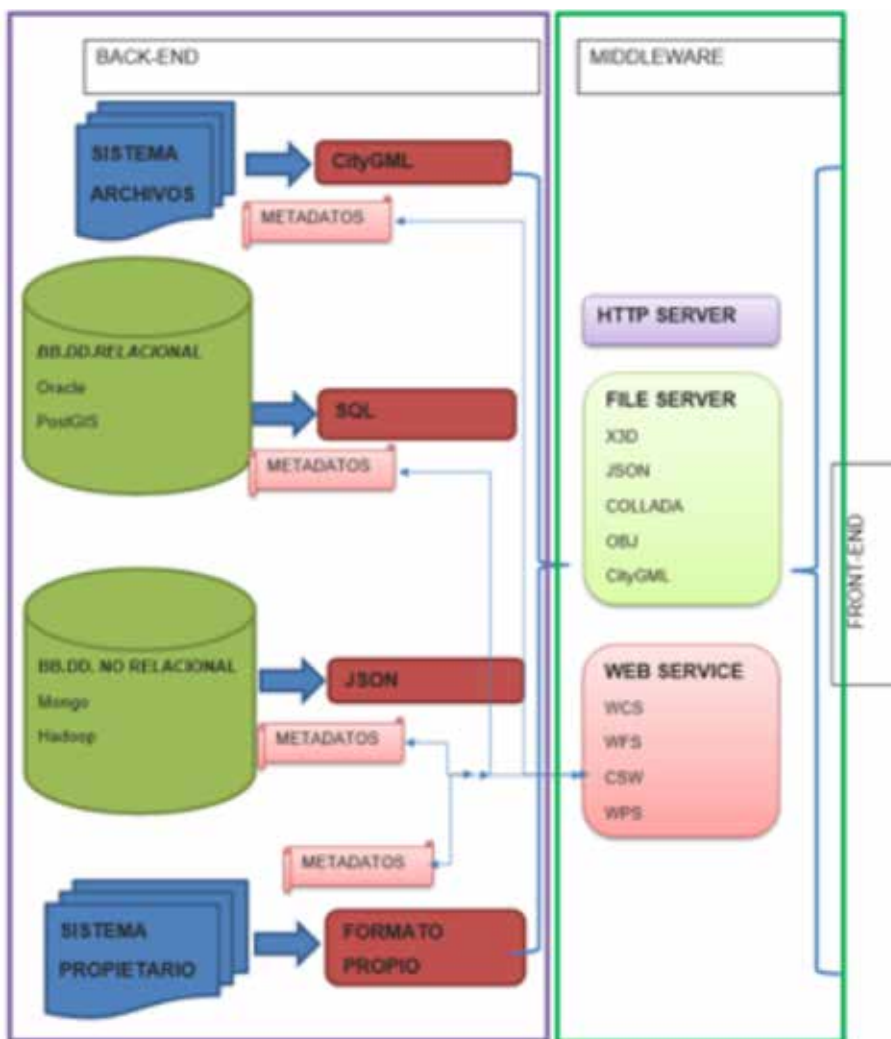 BACK-END
MIDDLEWARE
SISTEMA
ARCHIVOS
CityGML
METADATOS
BB.DD.RELACIONAL
Oracle
PostGIS
SQL
METADATOS
BB.DD. NO RELACIONAL
Mongo
Hadoop
JSON
METADATOS
METADATOS
SISTEMA
PROPIETARIO
FORMATO
PROPIO
HTTP SERVER
FILE SERVER
X3D
JSON
COLLADA
OBJ
CityGML
WEB SERVICE
WCS
WFS
CSW
WPS
FRONT-END